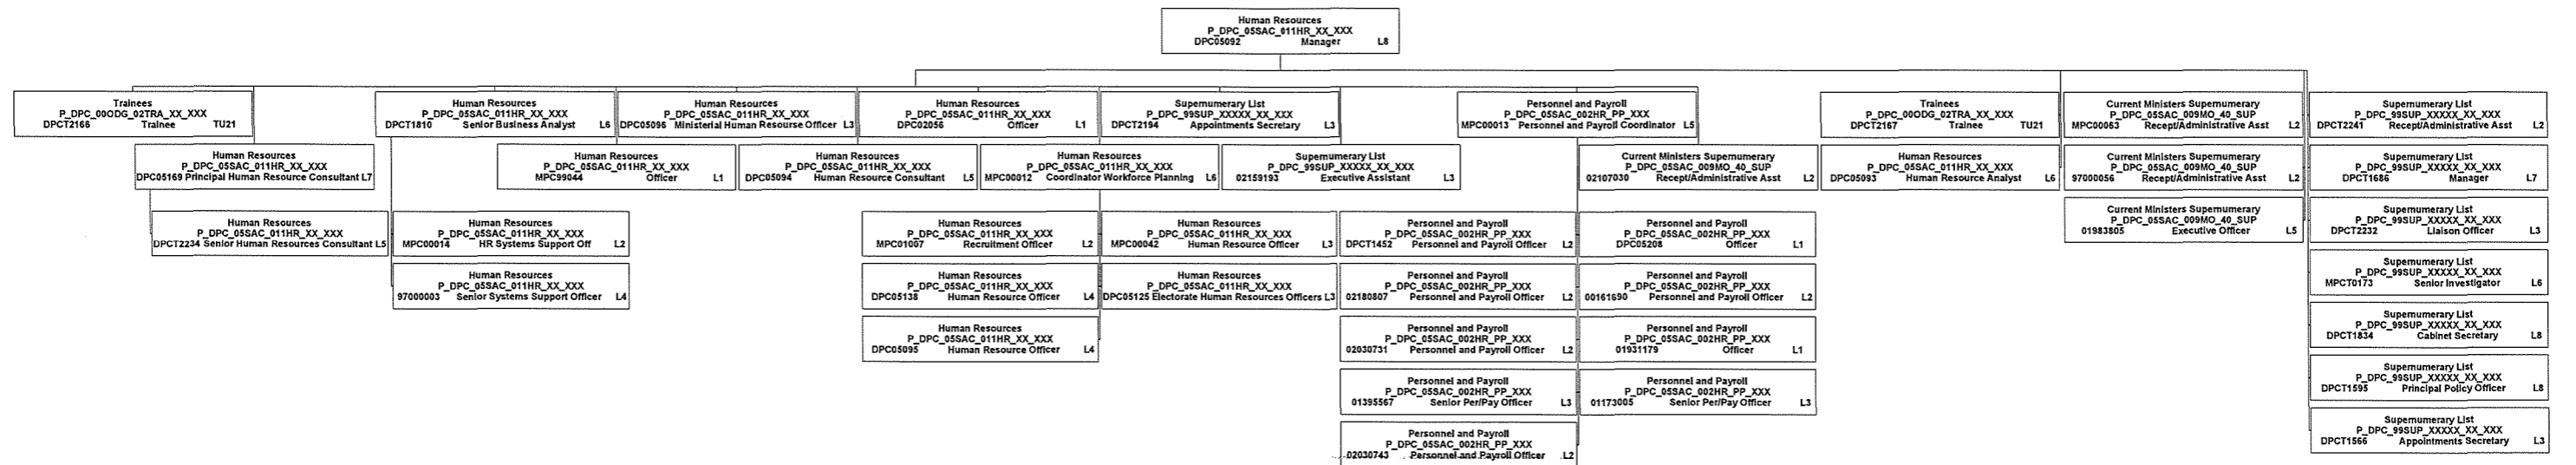 Human Resources
P_DPC_05SAC_011HR_XX_XXX
DPC05092 Manager L8
Trainees
P_DPC_00ODG_02TRA_XX_XXX
DPCT2166 Trainee TU21
Human Resources
P_DPC_05SAC_011HR_XX_XXX
DPCT1810 Senior Business Analyst L6
Human Resources
P_DPC_05SAC_011HR_XX_XXX
DPC05096 Ministerial Human Resourse Officer L3
Human Resources
P_DPC_05SAC_011HR_XX_XXX
DPC02056 Officer L1
Supernumerary List
P_DPC_99SUP_XXXXX_XX_XXX
DPCT2194 Appointments Secretary L3
Personnel and Payroll
P_DPC_05SAC_002HR_PP_XXX
MPC00013 Personnel and Payroll Coordinator L5
Trainees
P_DPC_00ODG_02TRA_XX_XXX
DPCT2167 Trainee TU21
Current Ministers Supernumerary
P_DPC_05SAC_009MO_40_SUP
MPC00063 Recept/Administrative Asst L2
Supernumerary List
P_DPC_99SUP_XXXXX_XX_XXX
DPCT2241 Recept/Administrative Asst L2
Human Resources
P_DPC_05SAC_011HR_XX_XXX
DPC05169 Principal Human Resource Consultant L7
Human Resources
P_DPC_05SAC_011HR_XX_XXX
MPC99044 Officer L1
Human Resources
P_DPC_05SAC_011HR_XX_XXX
DPC05094 Human Resource Consultant L5
Human Resources
P_DPC_05SAC_011HR_XX_XXX
MPC00012 Coordinator Workforce Planning L6
Supernumerary List
P_DPC_99SUP_XXXXX_XX_XXX
02159193 Executive Assistant L3
Current Ministers Supernumerary
P_DPC_05SAC_009MO_40_SUP
02107030 Recept/Administrative Asst L2
Human Resources
P_DPC_05SAC_011HR_XX_XXX
DPC05093 Human Resource Analyst L6
Current Ministers Supernumerary
P_DPC_05SAC_009MO_40_SUP
97000056 Recept/Administrative Asst L2
Supernumerary List
P_DPC_99SUP_XXXXX_XX_XXX
DPCT1686 Manager L7
Human Resources
P_DPC_05SAC_011HR_XX_XXX
DPCT2234 Senior Human Resources Consultant L5
Human Resources
P_DPC_05SAC_011HR_XX_XXX
MPC00014 HR Systems Support Off L2
Human Resources
P_DPC_05SAC_011HR_XX_XXX
MPC01007 Recruitment Officer L2
Human Resources
P_DPC_05SAC_011HR_XX_XXX
MPC00042 Human Resource Officer L3
Personnel and Payroll
P_DPC_05SAC_002HR_PP_XXX
DPCT1452 Personnel and Payroll Officer L2
Personnel and Payroll
P_DPC_05SAC_002HR_PP_XXX
DPC05208 Officer L1
Current Ministers Supernumerary
P_DPC_05SAC_009MO_40_SUP
01983805 Executive Officer L5
Supernumerary List
P_DPC_99SUP_XXXXX_XX_XXX
DPCT2232 Liaison Officer L3
Human Resources
P_DPC_05SAC_011HR_XX_XXX
97000003 Senior Systems Support Officer L4
Human Resources
P_DPC_05SAC_011HR_XX_XXX
DPC05138 Human Resource Officer L4
Human Resources
P_DPC_05SAC_011HR_XX_XXX
DPC05125 Electorate Human Resources Officers L3
Personnel and Payroll
P_DPC_05SAC_002HR_PP_XXX
02180807 Personnel and Payroll Officer L2
Personnel and Payroll
P_DPC_05SAC_002HR_PP_XXX
00161690 Personnel and Payroll Officer L2
Supernumerary List
P_DPC_99SUP_XXXXX_XX_XXX
MPCT0173 Senior Investigator L6
Human Resources
P_DPC_05SAC_011HR_XX_XXX
DPC05095 Human Resource Officer L4
Personnel and Payroll
P_DPC_05SAC_002HR_PP_XXX
02030731 Personnel and Payroll Officer L2
Personnel and Payroll
P_DPC_05SAC_002HR_PP_XXX
01931179 Officer L1
Supernumerary List
P_DPC_99SUP_XXXXX_XX_XXX
DPCT1834 Cabinet Secretary L8
Personnel and Payroll
P_DPC_05SAC_002HR_PP_XXX
01395567 Senior Per/Pay Officer L3
Personnel and Payroll
P_DPC_05SAC_002HR_PP_XXX
01173005 Senior Per/Pay Officer L3
Supernumerary List
P_DPC_99SUP_XXXXX_XX_XXX
DPCT1595 Principal Policy Officer L8
Personnel and Payroll
P_DPC_05SAC_002HR_PP_XXX
02030743 Personnel and Payroll Officer L2
Supernumerary List
P_DPC_99SUP_XXXXX_XX_XXX
DPCT1566 Appointments Secretary L3